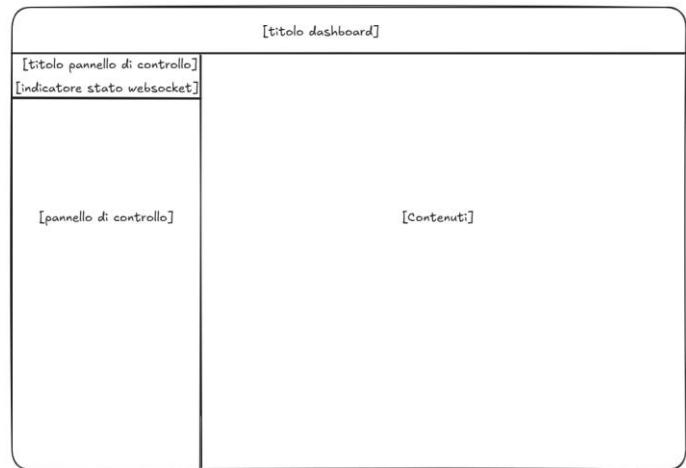 [titolo dashboard]
[titolo pannello di controllo]
[indicatore stato websocket]
[pannello di controllo]
[Contenuti]